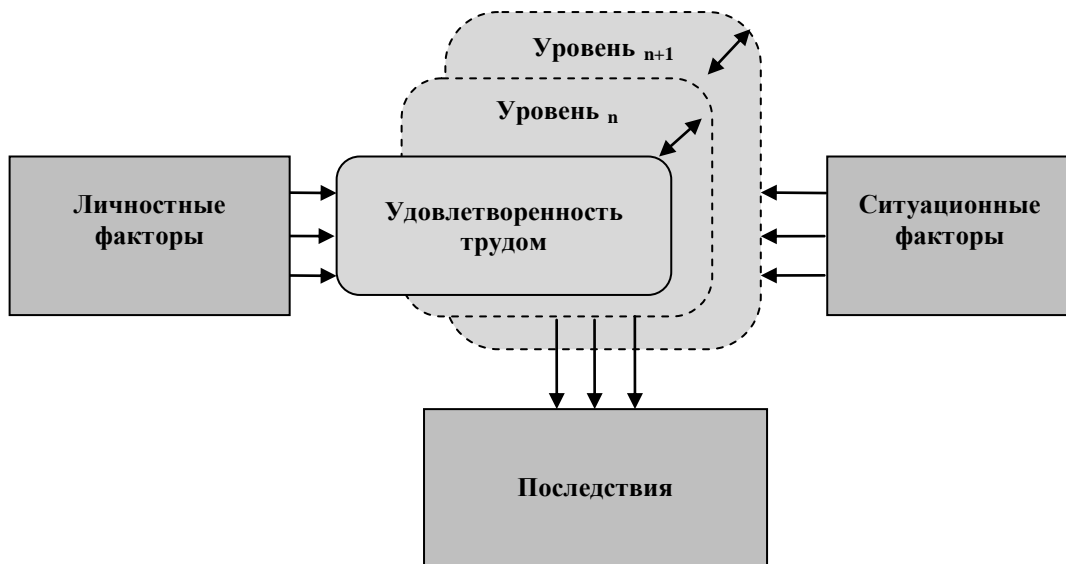 Уровень n+1
Уровень n
Личностные
факторы
Удовлетворенность
трудом
Ситуационные
факторы
Последствия